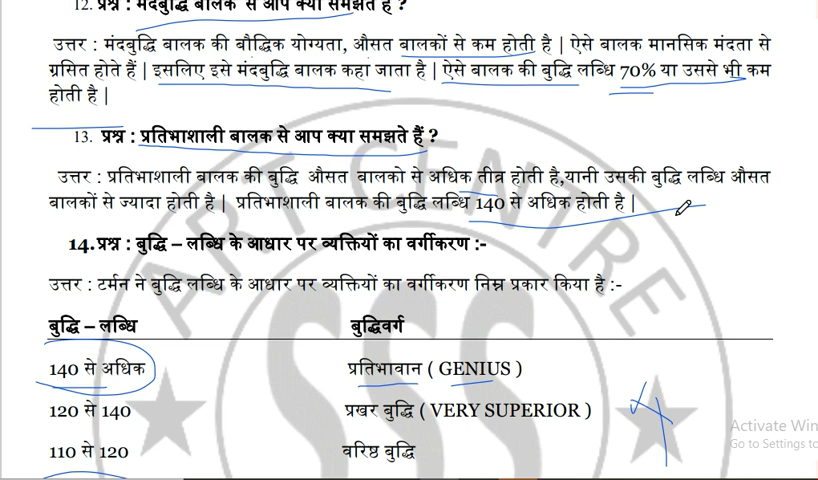 12. प्रश्न : मंदबुद्धि बालक से आप क्या समझते हैं ?
उत्तर : मंदबुद्धि बालक की बौद्धिक योग्यता, औसत बालकों से कम होती है | ऐसे बालक मानसिक मंदता से
ग्रसित होते हैं | इसलिए इसे मंदबुद्धि बालक कहा जाता है | ऐसे बालक की बुद्धि लब्धि 70% या उससे भी कम
होती है |
13. प्रश्न : प्रतिभाशाली बालक से आप क्या समझते हैं ?
उत्तर : प्रतिभाशाली बालक की बुद्धि औसत बालको से अधिक तीव्र होती है,यानी उसकी बुद्धि लब्धि औसत
बालकों से ज्यादा होती है | प्रतिभाशाली बालक की बुद्धि लब्धि 140 से अधिक होती है |
14.प्रश्न : बुद्धि – लब्धि के आधार पर व्यक्तियों का वर्गीकरण :-
उत्तर : टर्मन ने बुद्धि लब्धि के आधार पर व्यक्तियों का वर्गीकरण निम्न प्रकार किया है :-
बुद्धि – लब्धि बुद्धिवर्ग
140 से अधिक प्रतिभावान ( GENIUS )
120 से 140 प्रखर बुद्धि ( VERY SUPERIOR )
110 से 120 वरिष्ठ बुद्धि
ART CENTRE
SSS
Activate Win
Go to Settings to